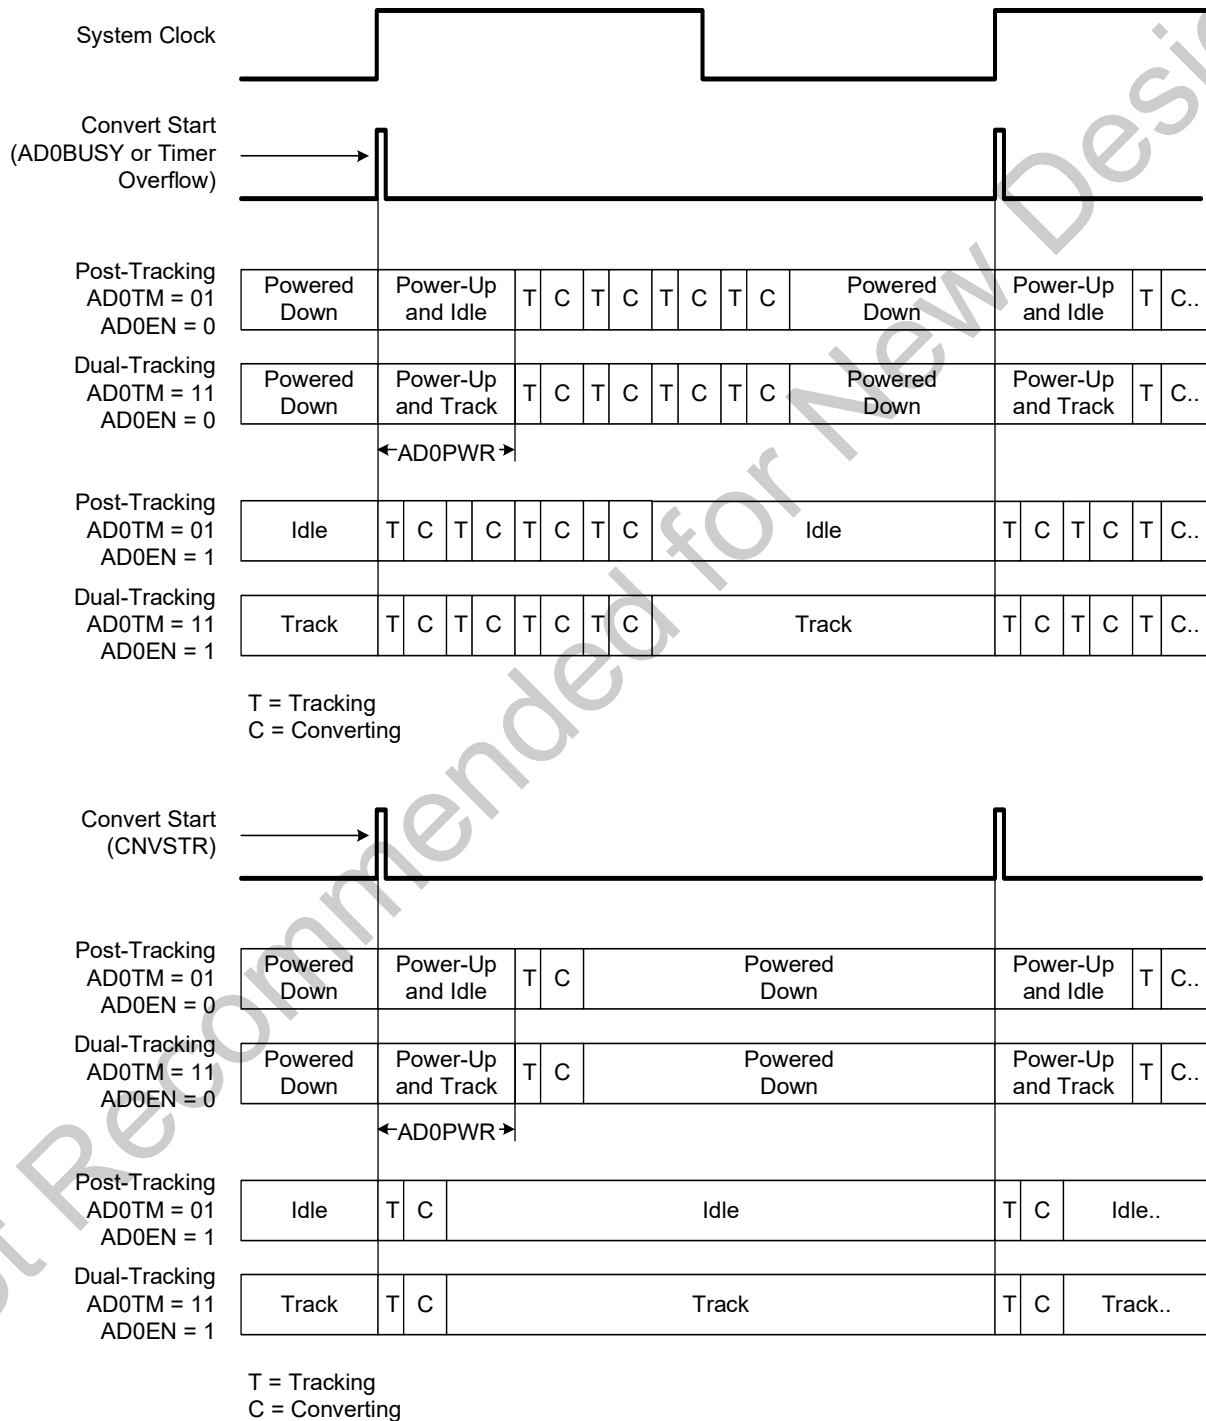 System Clock
Convert Start
(AD0BUSY or Timer
Overflow)
Post-Tracking
AD0TM = 01
AD0EN = 0
Powered
Down
Power-Up
and Idle
T C T C T C T C
Powered
Down
Power-Up
and Idle
T C..
Dual-Tracking
AD0TM = 11
AD0EN = 0
Powered
Down
Power-Up
and Track
T C T C T C T C
Powered
Down
Power-Up
and Track
T C..
AD0PWR
Post-Tracking
AD0TM = 01
AD0EN = 1
Idle T C T C T C T C Idle T C T C T C..
Dual-Tracking
AD0TM = 11
AD0EN = 1
Track T C T C T C T C Track T C T C T C..
T = Tracking
C = Converting
Convert Start
(CNVSTR)
Post-Tracking
AD0TM = 01
AD0EN = 0
Powered
Down
Power-Up
and Idle
T C
Powered
Down
Power-Up
and Idle
T C..
Dual-Tracking
AD0TM = 11
AD0EN = 0
Powered
Down
Power-Up
and Track
T C
Powered
Down
Power-Up
and Track
T C..
AD0PWR
Post-Tracking
AD0TM = 01
AD0EN = 1
Idle T C Idle T C Idle..
Dual-Tracking
AD0TM = 11
AD0EN = 1
Track T C Track T C Track..
T = Tracking
C = Converting
Recommended for New